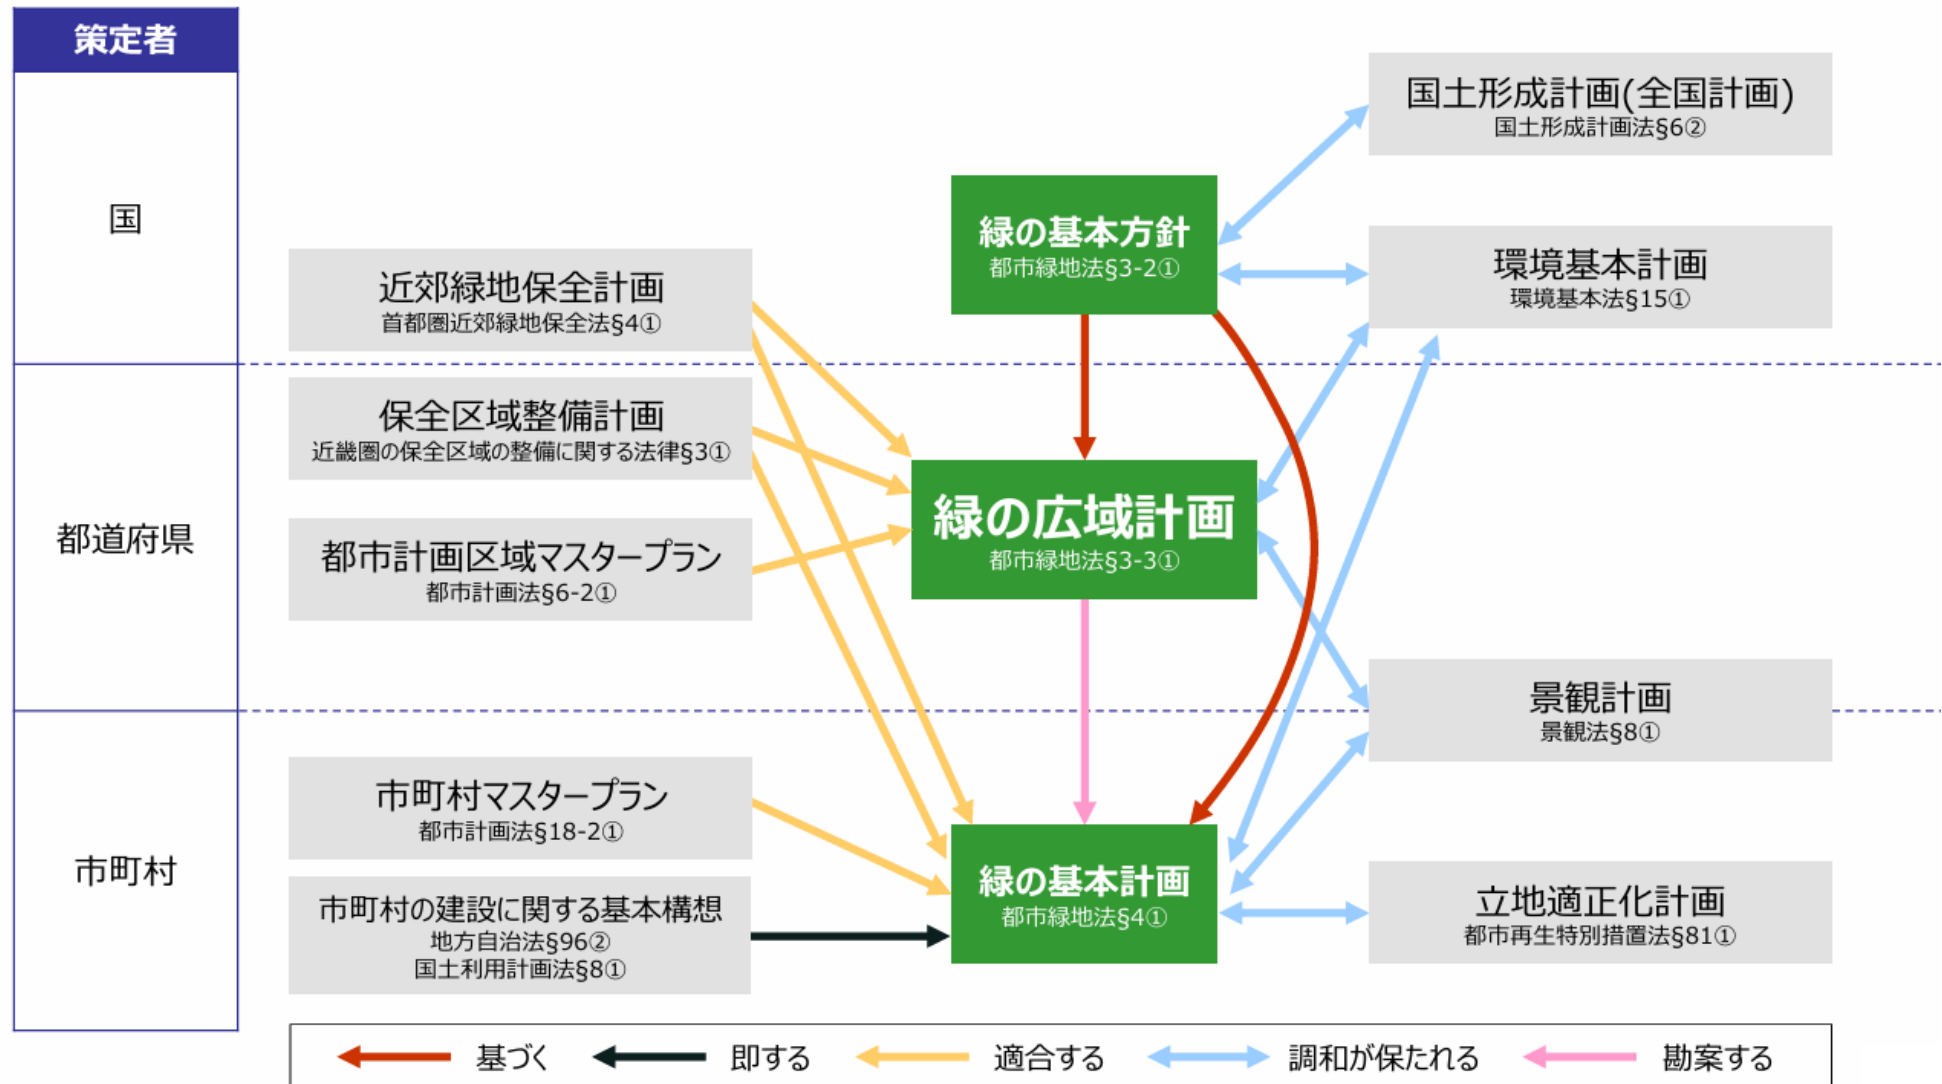 策定者
国
都道府県
市町村
近郊緑地保全計画
首都圏近郊緑地保全法§4①
保全区域整備計画
近畿圏の保全区域の整備に関する法律§3①
都市計画区域マスタープラン
都市計画法§6-2①
市町村マスタープラン
都市計画法§18-2①
市町村の建設に関する基本構想
地方自治法§96②
国土利用計画法§8①
緑の基本方針
都市緑地法§3-2①
緑の広域計画
都市緑地法§3-3①
緑の基本計画
都市緑地法§4①
国土形成計画(全国計画)
国土形成計画法§6②
環境基本計画
環境基本法§15①
景観計画
景観法§8①
立地適正化計画
都市再生特別措置法§81①
基づく
即する
適合する
調和が保たれる
勘案する